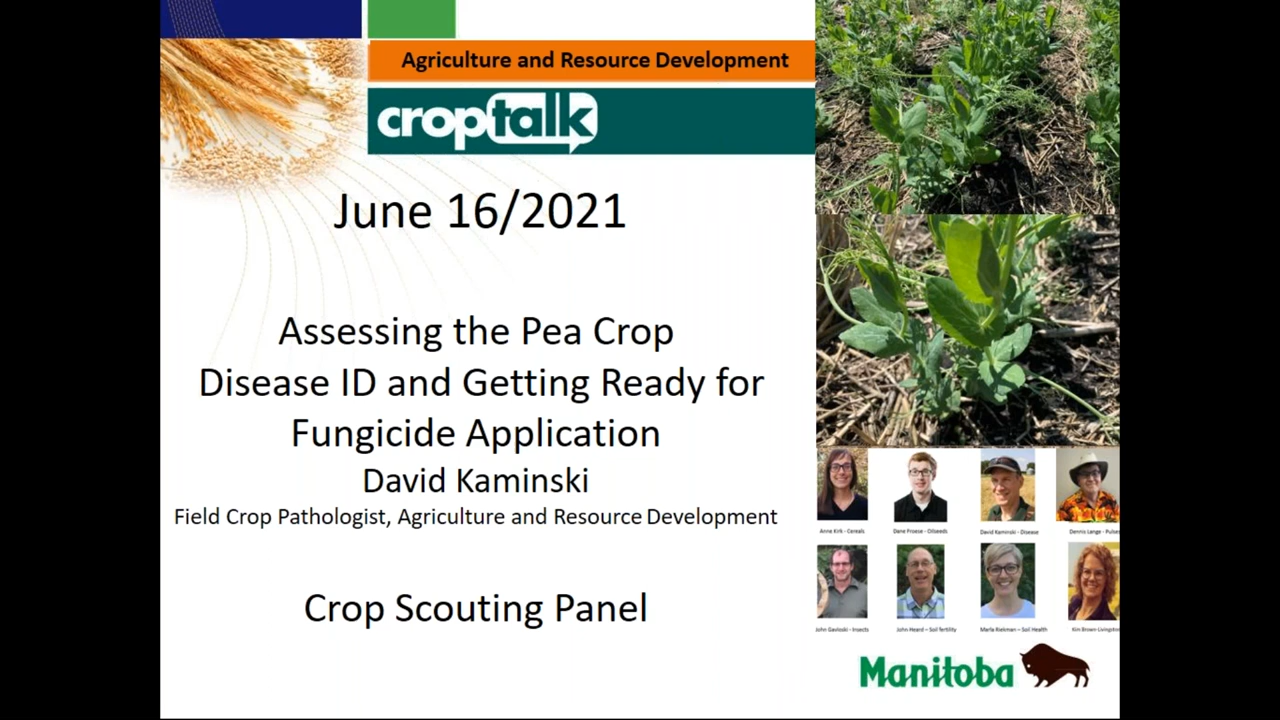 Agriculture and Resource Development
croptalk
June 16/2021
Assessing the Pea Crop
Disease ID and Getting Ready for
Fungicide Application
David Kaminski
Field Crop Pathologist, Agriculture and Resource Development
Crop Scouting Panel
Anne Kirk - Cereals
Dane Froese - Oilseeds
David Kaminski - Disease
Dennis Lange - Pulses
John Gavloski - Insects
John Heard – Soil fertility
Marla Riekman – Soil Health
Kim Brown-Livingston
Manitoba